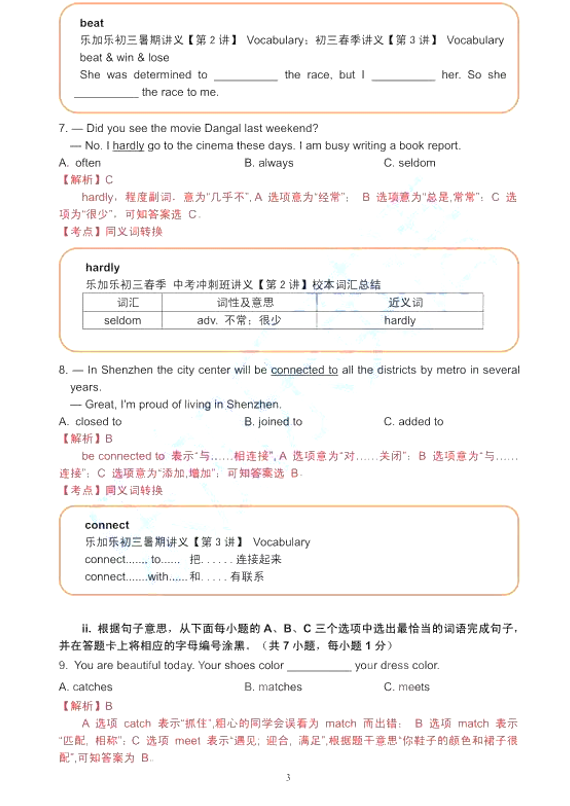 beat
乐加乐初三暑期讲义【第 2 讲】 Vocabulary；初三春季讲义【第 3 讲】 Vocabulary
beat & win & lose
She was determined to __________ the race, but I __________ her. So she
__________ the race to me.
7. — Did you see the movie Dangal last weekend?
— No. I hardly go to the cinema these days. I am busy writing a book report.
A. often B. always C. seldom
【解析】C
hardly，程度副词，意为“几乎不”, A 选项意为“经常”； B 选项意为“总是,常常”；C 选
项为“很少”，可知答案选 C.
【考点】同义词转换
hardly
乐加乐初三春季 中考冲刺班讲义【第 2 讲】校本词汇总结
词汇 词性及意思 近义词
seldom adv. 不常；很少 hardly
8. — In Shenzhen the city center will be connected to all the districts by metro in several
years.
— Great, I'm proud of living in Shenzhen.
A. closed to B. joined to C. added to
【解析】B
be connected to 表示“与……相连接”, A 选项意为“对……关闭”；B 选项意为“与……
连接”；C 选项意为“添加,增加”；可知答案选 B.
【考点】同义词转换
connect
乐加乐初三暑期讲义【第 3 讲】 Vocabulary
connect...... to...... 把......连接起来
connect.......with......和.....有联系
ii. 根据句子意思，从下面每小题的 A、B、C 三个选项中选出最恰当的词语完成句子，
并在答题卡上将相应的字母编号涂黑。（共 7 小题，每小题 1 分）
9. You are beautiful today. Your shoes color __________ your dress color.
A. catches B. matches C. meets
【解析】B
A 选项 catch 表示“抓住”,粗心的同学会误看为 match 而出错； B 选项 match 表示
“匹配, 相称”；C 选项 meet 表示“遇见; 迎合, 满足”,根据题干意思“你鞋子的颜色和裙子很
配”,可知答案为 B.
3